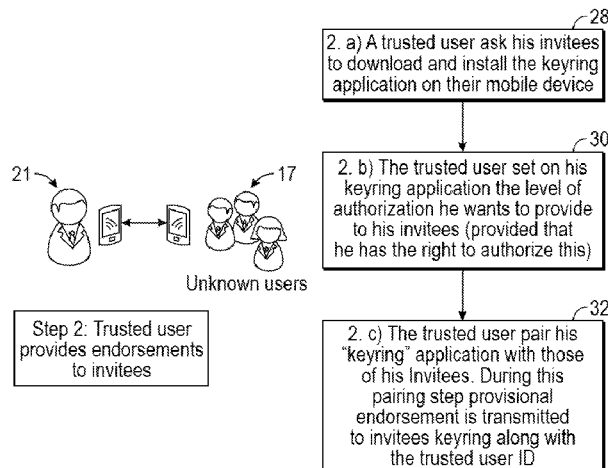 28
2. a) A trusted user ask his invitees
to download and install the keyring
application on their mobile device
30
2. b) The trusted user set on his
keyring application the level of
authorization he wants to provide
to his invitees (provided that
he has the right to authorize this)
32
2. c) The trusted user pair his
"keyring" application with those
of his Invitees. During this
pairing step provisional
endorsement is transmitted
to invitees keyring along with
the trusted user ID
21
17
Unknown users
Step 2: Trusted user
provides endorsements
to invitees